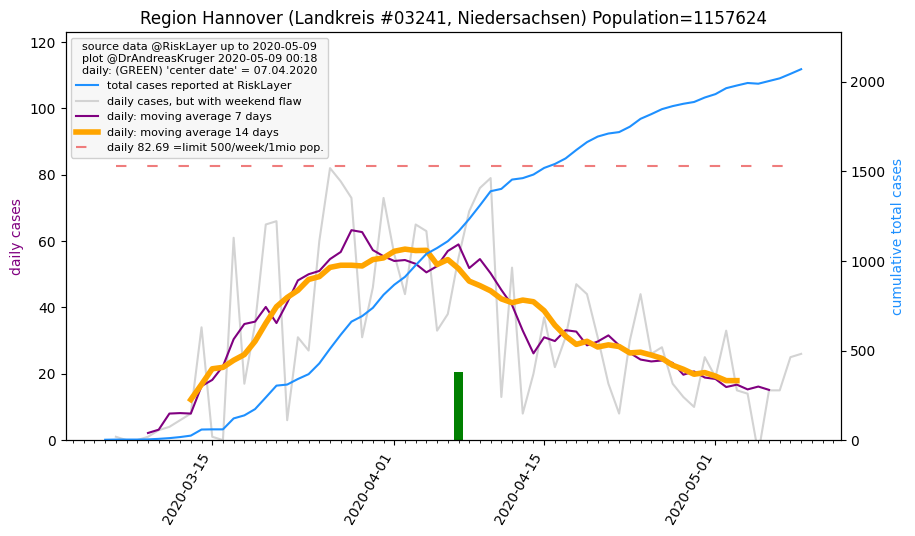 Region Hannover (Landkreis #03241, Niedersachsen) Population=1157624
source data @RiskLayer up to 2020-05-09
plot @DrAndreasKruger 2020-05-09 00:18
daily: (GREEN) 'center date' = 07.04.2020
total cases reported at RiskLayer
daily cases, but with weekend flaw
daily: moving average 7 days
daily: moving average 14 days
daily 82.69 =limit 500/week/1mio pop.
daily cases
120
100
80
60
40
20
0
cumulative total cases
2000
1500
1000
500
0
2020-03-15
2020-04-01
2020-04-15
2020-05-01